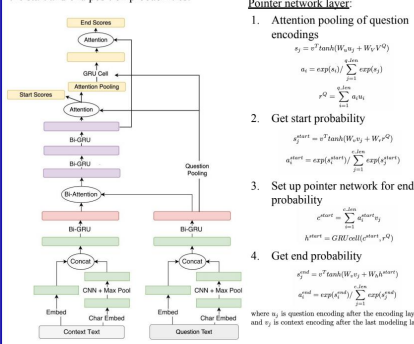 End Scores
Attention
GRU Cell
Attention Pooling
Start Scores
Attention
Bi-GRU
Bi-GRU
Question
Pooling
Bi-Attention
Bi-GRU
Bi-GRU
Concat
Concat
CNN + Max Pool
CNN + Max Pool
Embed
Char Embed
Embed
Char Embed
Context Text
Question Text
Pointer network layer:
1. Attention pooling of question
encodings
s_j = v^T tanh(W_u u_j + W_V V^Q)
a_i = exp(s_i)/ \sum_{j=1}^{q_len} exp(s_j)
r^Q = \sum_{i=1}^{q_len} a_i u_i
2. Get start probability
s_j^{start} = v^T tanh(W_v v_j + W_r r^Q)
a_i^{start} = exp(s_i^{start})/ \sum_{j=1}^{c_len} exp(s_j^{start})
3. Set up pointer network for end
probability
c^{start} = \sum_{j=1}^{c_len} a_i^{start} v_j
h^{start} = GRUcell(c^{start}, r^Q)
4. Get end probability
s_j^{end} = v^T tanh(W_v v_j + W_h h^{start})
a_i^{end} = exp(s_i^{end})/ \sum_{j=1}^{c_len} exp(s_j^{end})
where u_j is question encoding after the encoding lay
and v_j is context encoding after the last modeling la